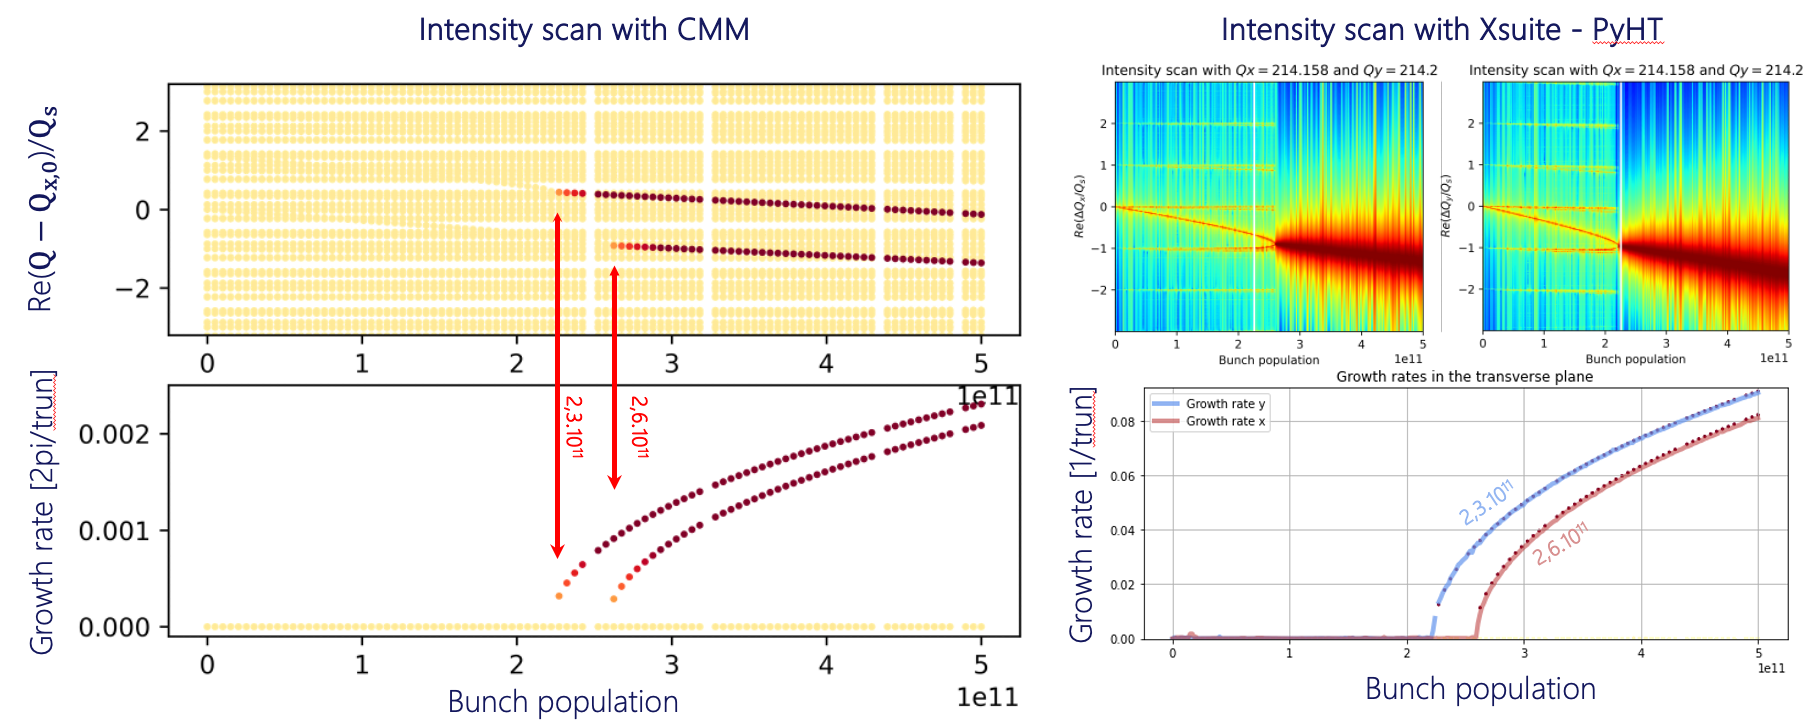 Intensity scan with CMM
Re(Q − Qx,0)/Qs
2
0
−2
0 1 2 3 4 5
1e11
Growth rate [2pi/trun]
0.002
0.001
0.000
2,3.10¹¹
2,6.10¹¹
0 1 2 3 4 5
1e11
Bunch population
Intensity scan with Xsuite - PyHT
Intensity scan with Qx = 214.158 and Qy = 214.2
Re(ΔQx/Qs)
2
1
0
−1
−2
0 1 2 3 4 5
1e11
Bunch population
Intensity scan with Qx = 214.158 and Qy = 214.2
Re(ΔQy/Qs)
2
1
0
−1
−2
0 1 2 3 4 5
1e11
Bunch population
Growth rates in the transverse plane
Growth rate y
Growth rate x
Growth rate [1/trun]
0.08
0.06
0.04
0.02
0.00
2,3.10¹¹
2,6.10¹¹
0 1 2 3 4 5
1e11
Bunch population